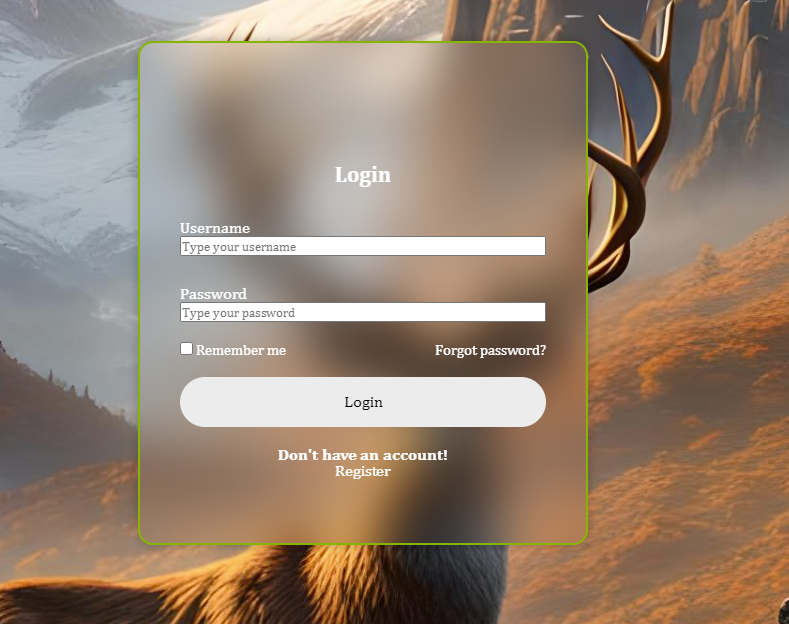 Login
Username
Type your username
Password
Type your password
Remember me Forgot password?
Login
Don't have an account!
Register